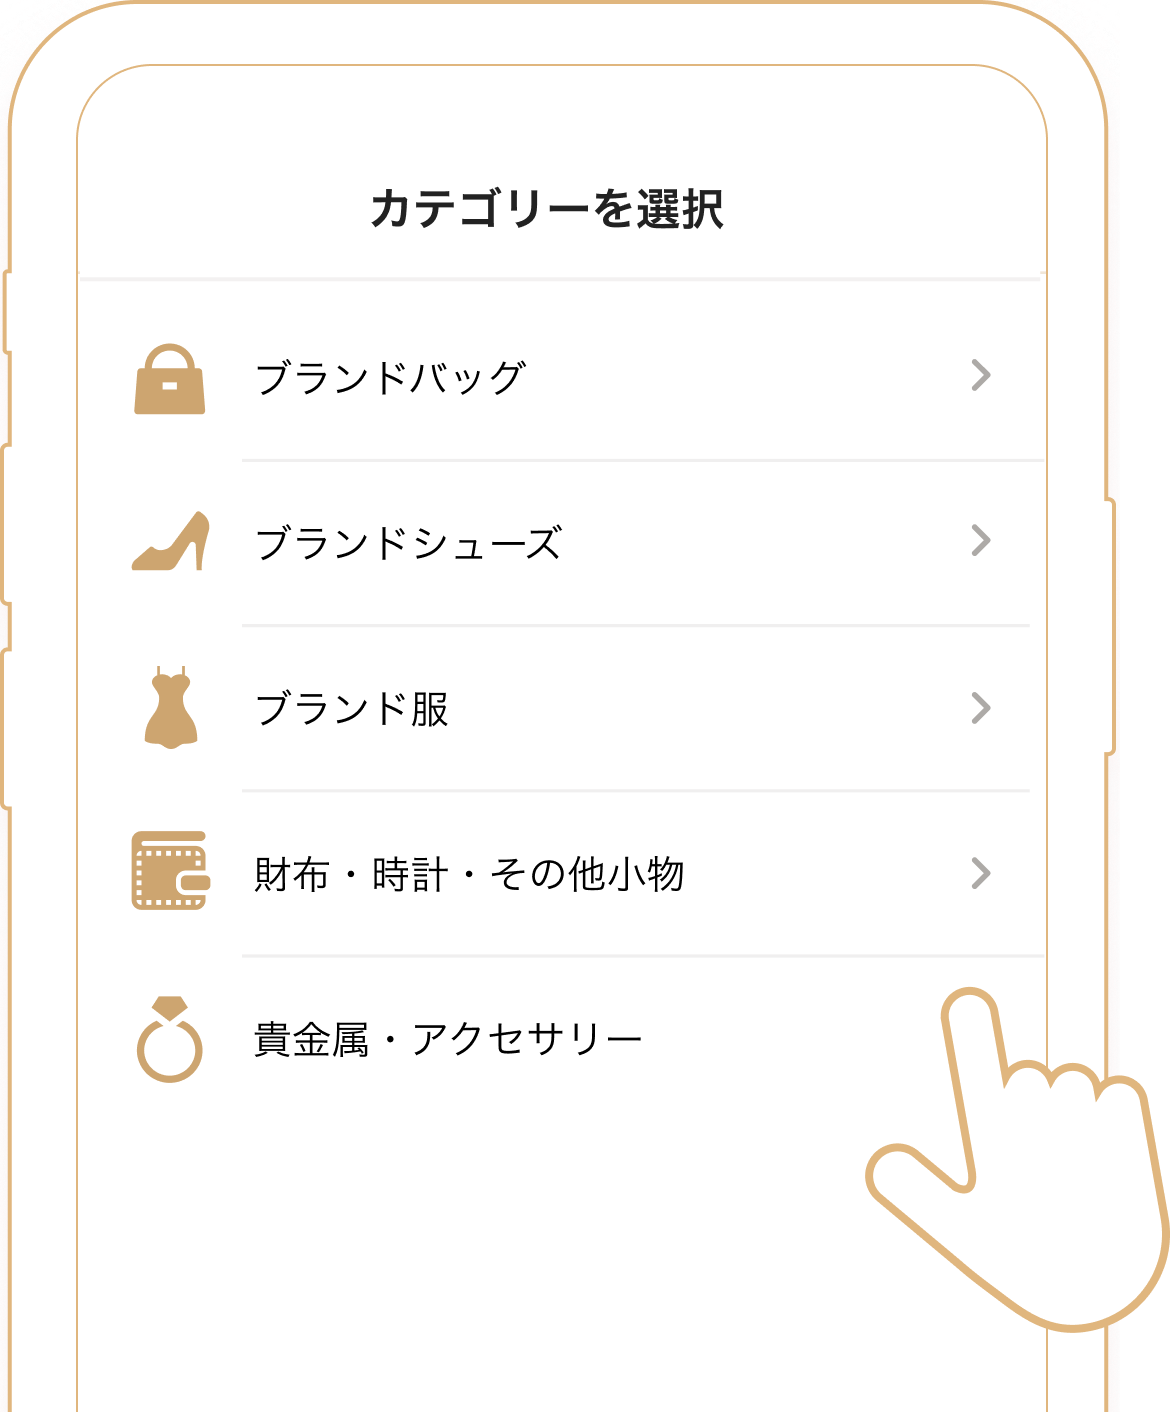 カテゴリーを選択
ブランドバッグ
ブランドシューズ
ブランド服
財布・時計・その他小物
貴金属・アクセサリー